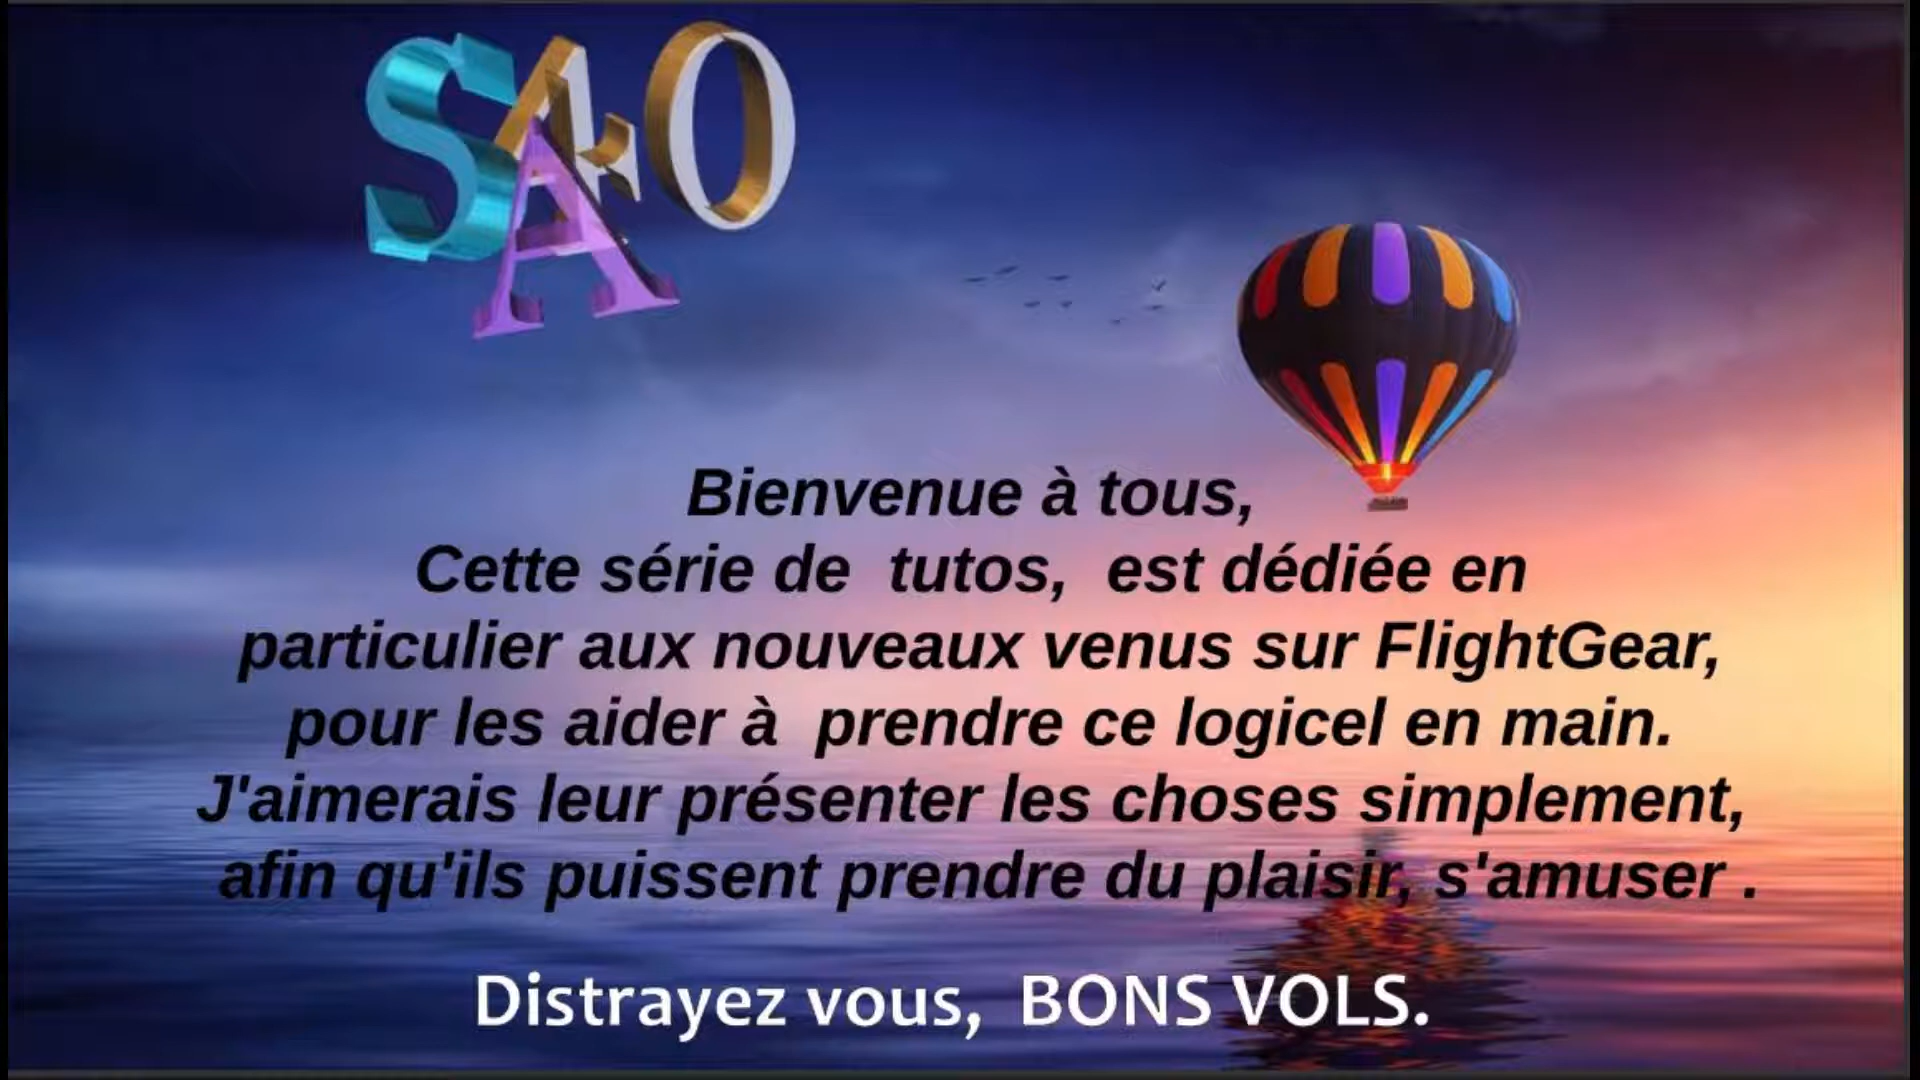 Bienvenue à tous,
Cette série de tutos, est dédiée en
particulier aux nouveaux venus sur FlightGear,
pour les aider à prendre ce logicel en main.
J'aimerais leur présenter les choses simplement,
afin qu'ils puissent prendre du plaisir, s'amuser .
Distrayez vous, BONS VOLS.